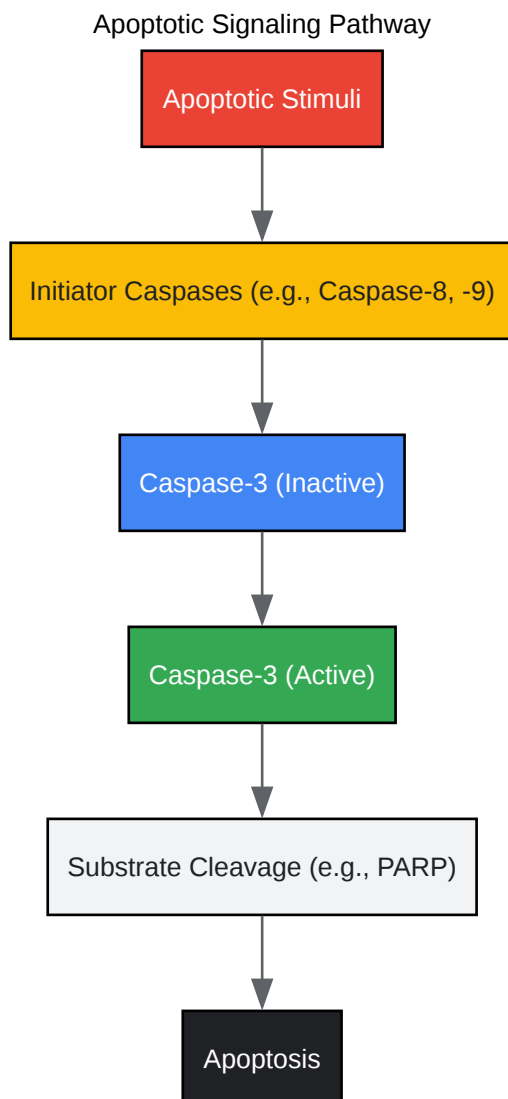 Apoptotic Signaling Pathway
Apoptotic Stimuli
Initiator Caspases (e.g., Caspase-8, -9)
Caspase-3 (Inactive)
Caspase-3 (Active)
Substrate Cleavage (e.g., PARP)
Apoptosis